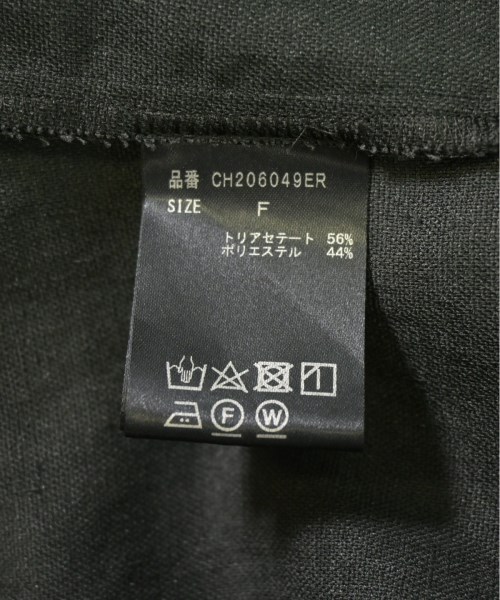 品番 CH206049ER
SIZE F
トリアセテート 56%
ポリエステル 44%
F W